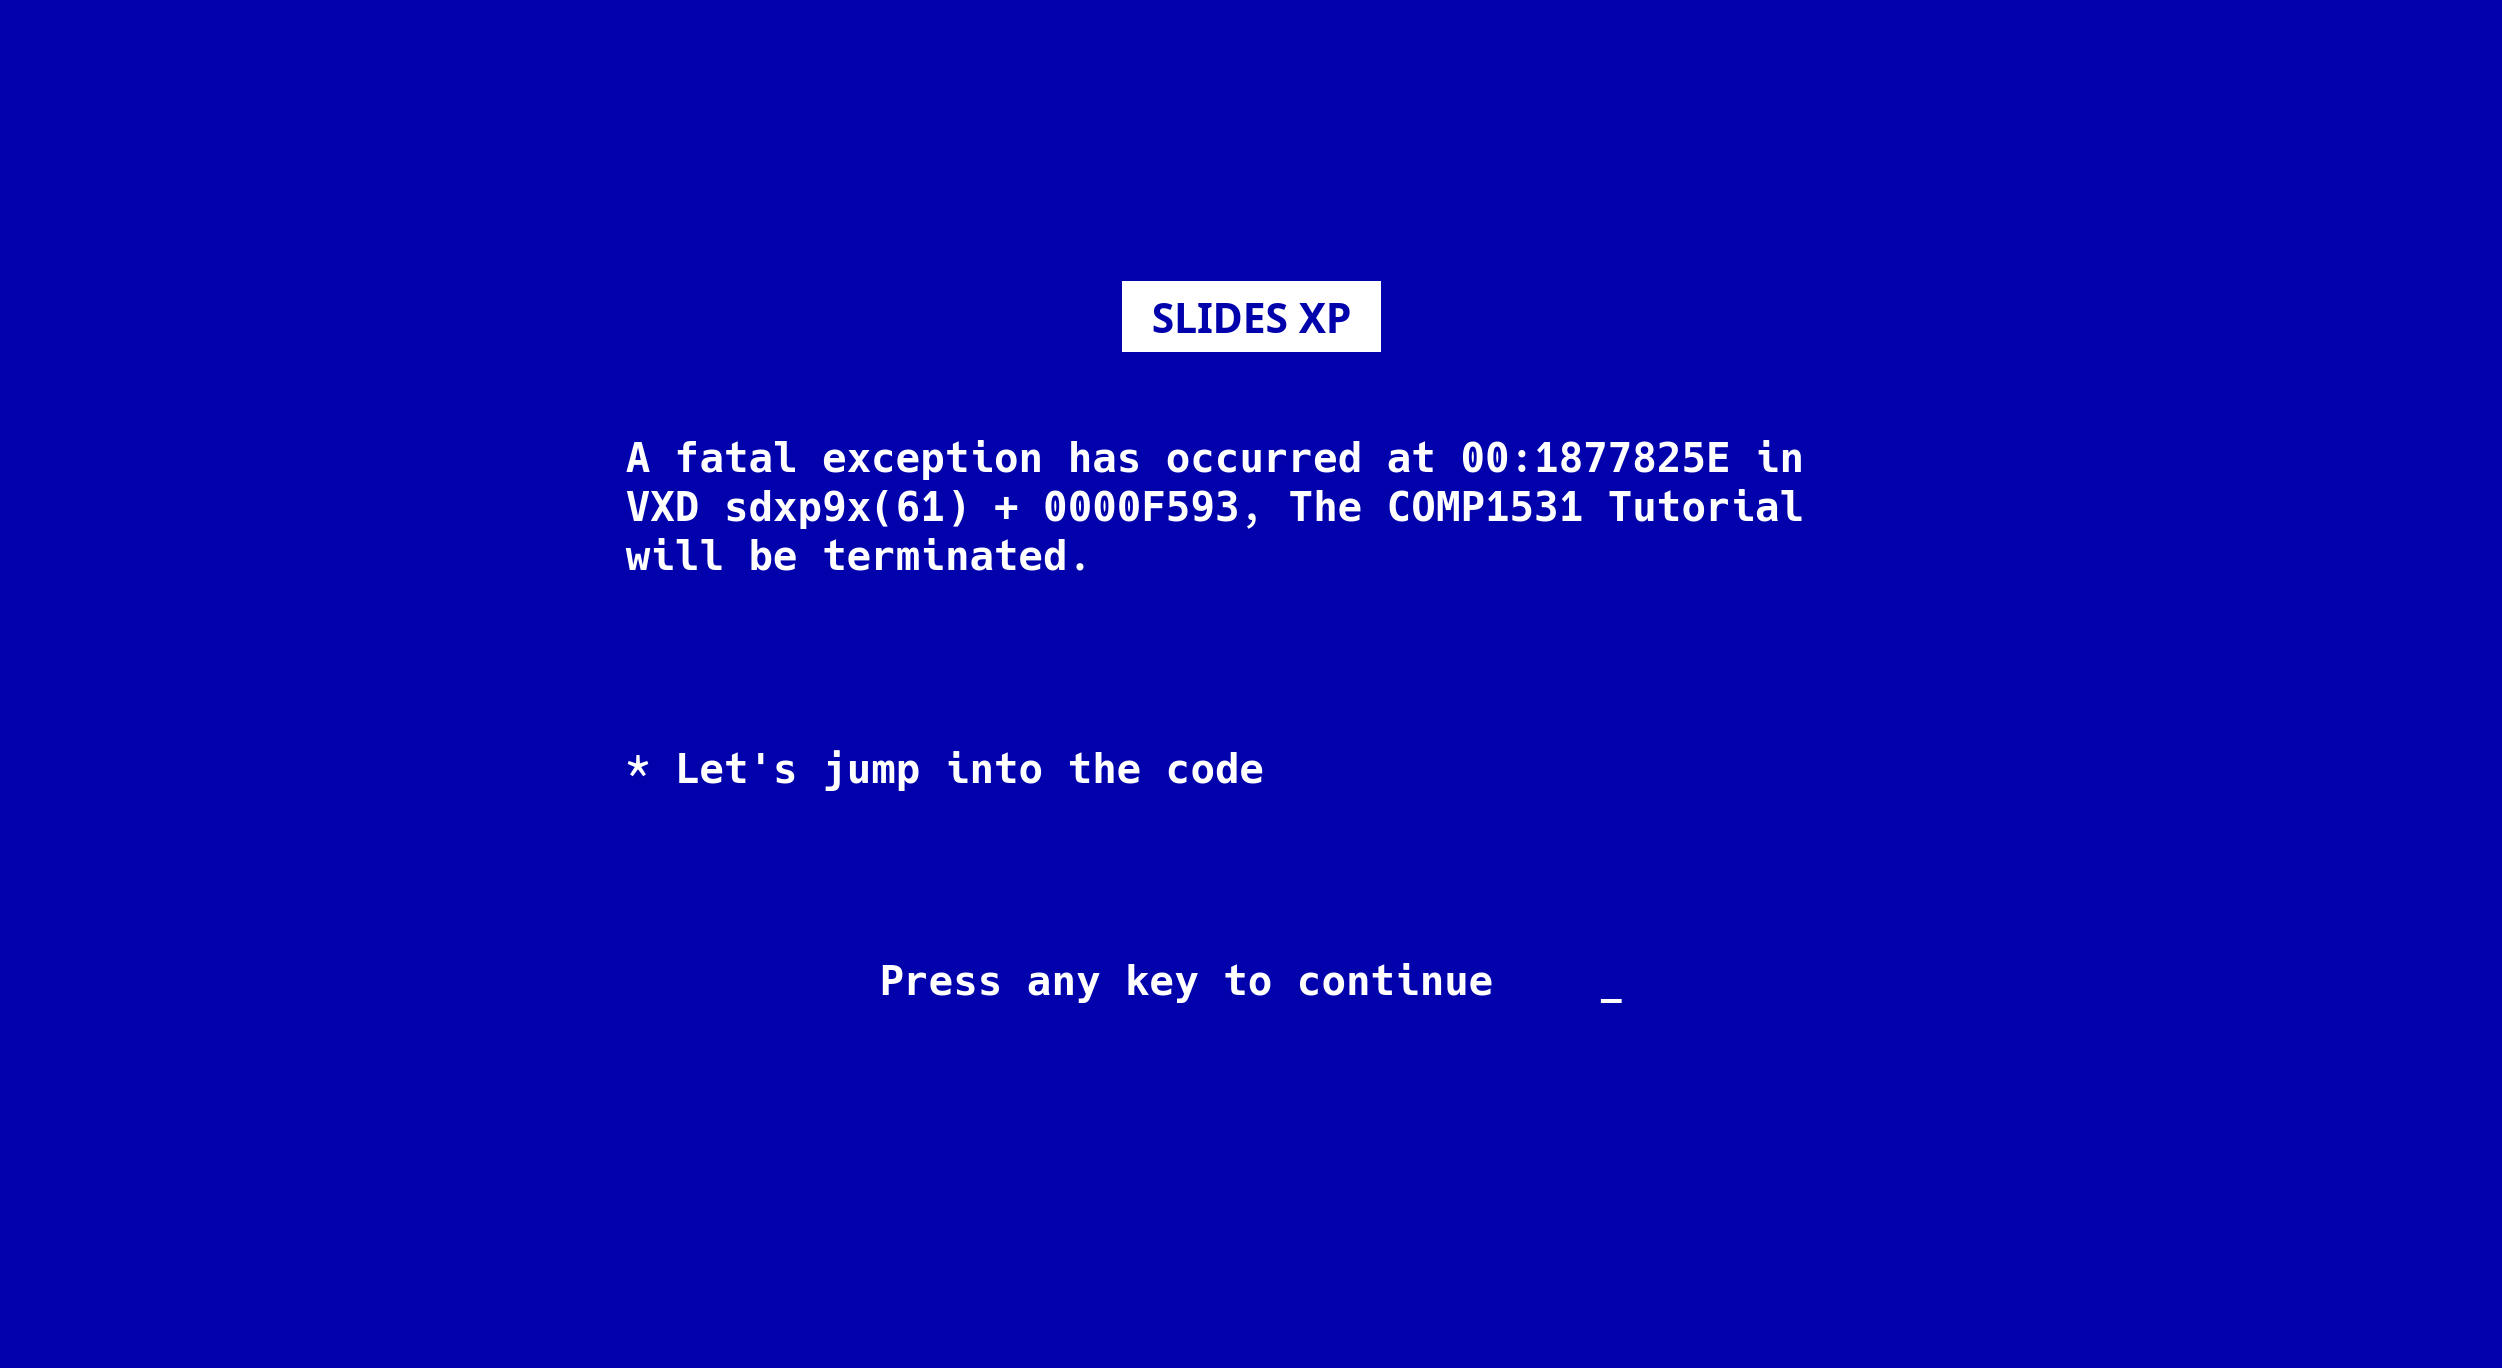 SLIDES XP
A fatal exception has occurred at 00:1877825E in
VXD sdxp9x(61) + 0000F593, The COMP1531 Tutorial
will be terminated.
* Let's jump into the code
Press any key to continue _